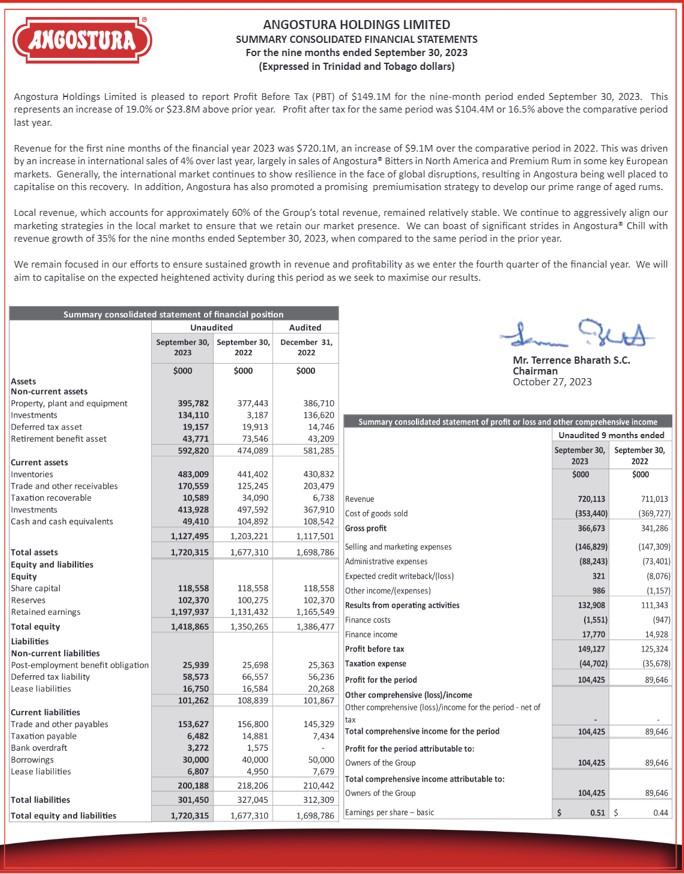 ANGOSTURA®
ANGOSTURA HOLDINGS LIMITED
SUMMARY CONSOLIDATED FINANCIAL STATEMENTS
For the nine months ended September 30, 2023
(Expressed in Trinidad and Tobago dollars)
Angostura Holdings Limited is pleased to report Profit Before Tax (PBT) of $149.1M for the nine-month period ended September 30, 2023. This
represents an increase of 19.0% or $23.8M above prior year. Profit after tax for the same period was $104.4M or 16.5% above the comparative period
last year.
Revenue for the first nine months of the financial year 2023 was $720.1M, an increase of $9.1M over the comparative period in 2022. This was driven
by an increase in international sales of 4% over last year, largely in sales of Angostura® Bitters in North America and Premium Rum in some key European
markets. Generally, the international market continues to show resilience in the face of global disruptions, resulting in Angostura being well placed to
capitalise on this recovery. In addition, Angostura has also promoted a promising premiumisation strategy to develop our prime range of aged rums.
Local revenue, which accounts for approximately 60% of the Group's total revenue, remained relatively stable. We continue to aggressively align our
marketing strategies in the local market to ensure that we retain our market presence. We can boast of significant strides in Angostura® Chill with
revenue growth of 35% for the nine months ended September 30, 2023, when compared to the same period in the prior year.
We remain focused in our efforts to ensure sustained growth in revenue and profitability as we enter the fourth quarter of the financial year. We will
aim to capitalise on the expected heightened activity during this period as we seek to maximise our results.
Summary consolidated statement of financial position
Unaudited Audited
September 30, September 30, December 31,
2023 2022 2022
$000 $000 $000
Assets
Non-current assets
Property, plant and equipment 395,782 377,443 386,710
Investments 134,110 3,187 136,620
Deferred tax asset 19,157 19,913 14,746
Retirement benefit asset 43,771 73,546 43,209
592,820 474,089 581,285
Current assets
Inventories 483,009 441,402 430,832
Trade and other receivables 170,559 125,245 203,479
Taxation recoverable 10,589 34,090 6,738
Investments 413,928 497,592 367,910
Cash and cash equivalents 49,410 104,892 108,542
1,127,495 1,203,221 1,117,501
Total assets 1,720,315 1,677,310 1,698,786
Equity and liabilities
Equity
Share capital 118,558 118,558 118,558
Reserves 102,370 100,275 102,370
Retained earnings 1,197,937 1,131,432 1,165,549
Total equity 1,418,865 1,350,265 1,386,477
Liabilities
Non-current liabilities
Post-employment benefit obligation 25,939 25,698 25,363
Deferred tax liability 58,573 66,557 56,236
Lease liabilities 16,750 16,584 20,268
101,262 108,839 101,867
Current liabilities
Trade and other payables 153,627 156,800 145,329
Taxation payable 6,482 14,881 7,434
Bank overdraft 3,272 1,575 -
Borrowings 30,000 40,000 50,000
Lease liabilities 6,807 4,950 7,679
200,188 218,206 210,442
Total liabilities 301,450 327,045 312,309
Total equity and liabilities 1,720,315 1,677,310 1,698,786
Mr. Terrence Bharath S.C.
Chairman
October 27, 2023
Summary consolidated statement of profit or loss and other comprehensive income
Unaudited 9 months ended
September 30, September 30,
2023 2022
$000 $000
Revenue 720,113 711,013
Cost of goods sold (353,440) (369,727)
Gross profit 366,673 341,286
Selling and marketing expenses (146,829) (147,309)
Administrative expenses (88,243) (73,401)
Expected credit writeback/(loss) 321 (8,076)
Other income/(expenses) 986 (1,157)
Results from operating activities 132,908 111,343
Finance costs (1,551) (947)
Finance income 17,770 14,928
Profit before tax 149,127 125,324
Taxation expense (44,702) (35,678)
Profit for the period 104,425 89,646
Other comprehensive (loss)/income
Other comprehensive (loss)/income for the period - net of
tax - -
Total comprehensive income for the period 104,425 89,646
Profit for the period attributable to:
Owners of the Group 104,425 89,646
Total comprehensive income attributable to:
Owners of the Group 104,425 89,646
Earnings per share – basic $ 0.51 $ 0.44